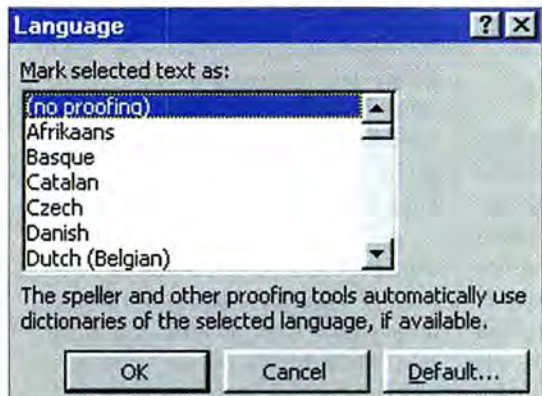 Language
Mark selected text as:
(no proofing)
Afrikaans
Basque
Catalan
Czech
Danish
Dutch (Belgian)
The speller and other proofing tools automatically use
dictionaries of the selected language, if available.
OK Cancel Default...